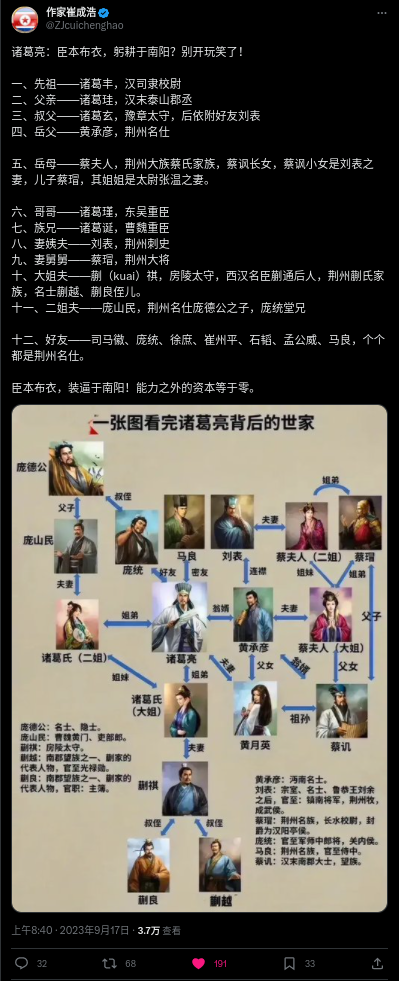 作家崔成浩
@ZJcuichenghao
诸葛亮：臣本布衣，躬耕于南阳？别开玩笑了！
一、先祖——诸葛丰，汉司隶校尉
二、父亲——诸葛珪，汉末泰山郡丞
三、叔父——诸葛玄，豫章太守，后依附好友刘表
四、岳父——黄承彦，荆州名仕
五、岳母——蔡夫人，荆州大族蔡氏家族，蔡讽长女，蔡讽小女是刘表之
妻，儿子蔡瑁，其姐姐是太尉张温之妻。
六、哥哥——诸葛瑾，东吴重臣
七、族兄——诸葛诞，曹魏重臣
八、妻姨夫——刘表，荆州刺史
九、妻舅舅——蔡瑁，荆州大将
十、大姐夫——蒯（kuai）祺，房陵太守，西汉名臣蒯通后人，荆州蒯氏家
族，名士蒯越、蒯良侄儿。
十一、二姐夫——庞山民，荆州名仕庞德公之子，庞统堂兄
十二、好友——司马徽、庞统、徐庶、崔州平、石韬、孟公威、马良，个个
都是荆州名仕。
臣本布衣，装逼于南阳！能力之外的资本等于零。
一张图看完诸葛亮背后的世家
庞德公
父子
叔侄
庞山民
庞统
夫妻
诸葛氏（二姐）
马良
刘表
夫妻
姐弟
蔡夫人（二姐）
蔡瑁
好友
密友
连襟
姐妹
姐弟
姐弟
诸葛亮
翁婿
黄承彦
夫妻
蔡夫人（大姐）
父子
姐妹
姐弟
夫妻
父女
翁婿
父女
诸葛氏
（大姐）
黄月英
祖孙
蔡讥
夫妻
蒯祺
叔侄
叔侄
蒯良
蒯越
庞德公：名士、隐士。
庞山民：曹魏黄门、吏部郎。
蒯祺：房陵太守。
蒯越：南郡望族之一、蒯家的
代表人物，官至光禄勋。
蒯良：南郡望族之一、蒯家的
代表人物，官职：主簿。
黄承彦：沔南名士。
刘表：宗室、名士、鲁恭王刘余
之后，官至：镇南将军，荆州牧，
成武侯。
蔡瑁：荆州名族，长水校尉，封
爵为汉阳亭侯。
庞统：官至军师中郎将，关内侯。
马良：荆州名族，官至侍中。
蔡讥：汉末南郡大士，望族。
上午8:40 · 2023年9月17日 · 3.7万 查看
32
68
191
33